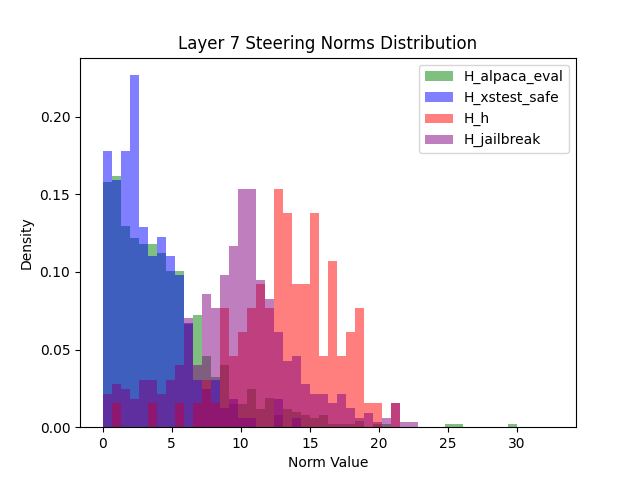 Layer 7 Steering Norms Distribution
H_alpaca_eval
H_xstest_safe
H_h
H_jailbreak
Density
0.20
0.15
0.10
0.05
0.00
0
5
10
15
20
25
30
Norm Value